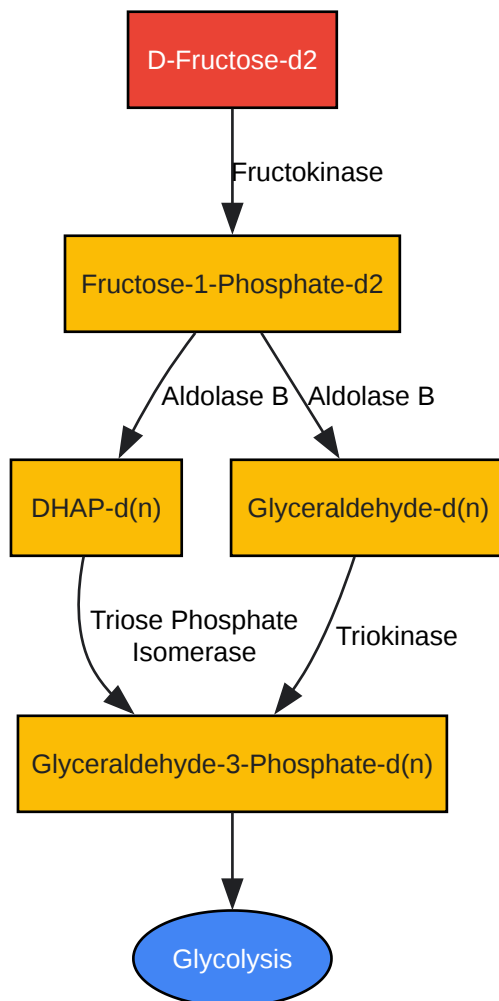 D-Fructose-d2
Fructokinase
Fructose-1-Phosphate-d2
Aldolase B
Aldolase B
DHAP-d(n)
Glyceraldehyde-d(n)
Triose Phosphate
Isomerase
Triokinase
Glyceraldehyde-3-Phosphate-d(n)
Glycolysis